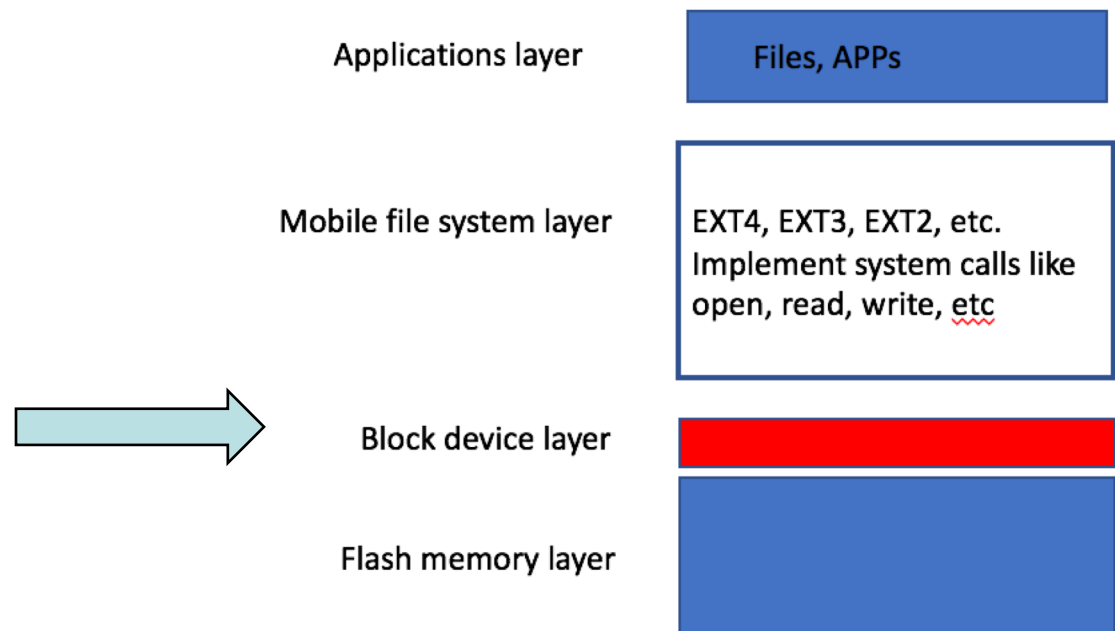 Applications layer
Files, APPs
Mobile file system layer
EXT4, EXT3, EXT2, etc.
Implement system calls like
open, read, write, etc
Block device layer
Flash memory layer